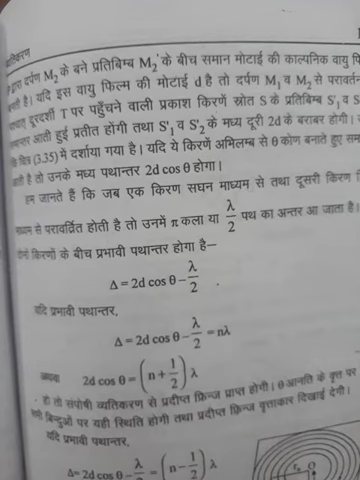 व्यतिकरण
द्वारा दर्पण M₂ के बने प्रतिबिम्ब M₂' के बीच समान मोटाई की काल्पनिक वायु
है। यदि इस वायु फिल्म की मोटाई d है तो दर्पण M₁ व M₂ से परावर्तन
दूरदर्शी T पर पहुँचने वाली प्रकाश किरणें स्रोत S के प्रतिबिम्ब S'₁ व
आती हुई प्रतीत होंगी तथा S'₁ व S'₂ के मध्य दूरी 2d के बराबर होगी।
चित्र (3.35) में दर्शाया गया है। यदि ये किरणें अभिलम्ब से θ कोण बनाते हुए
है तो उनके मध्य पथान्तर 2d cos θ होगा।
हम जानते हैं कि जब एक किरण सघन माध्यम से तथा दूसरी किरण
माध्यम से परावर्तित होती है तो उनमें π कला या λ/2 पथ का अन्तर आ जाता है।
किरणों के बीच प्रभावी पथान्तर होगा है—
Δ = 2d cos θ - λ/2 .
यदि प्रभावी पथान्तर,
Δ = 2d cos θ - λ/2 = nλ
अथवा 2d cos θ = (n + 1/2) λ
हो तो संपोषी व्यतिकरण से प्रदीप्त फ्रिन्ज प्राप्त होगी। θ आनति के वृत्त पर
बिन्दुओं पर यही स्थिति होगी तथा प्रदीप्त फ्रिन्ज वृत्ताकार दिखाई देगी।
यदि प्रभावी पथान्तर,
Δ = 2d cos θ - λ/2 = (n - 1/2) λ
O